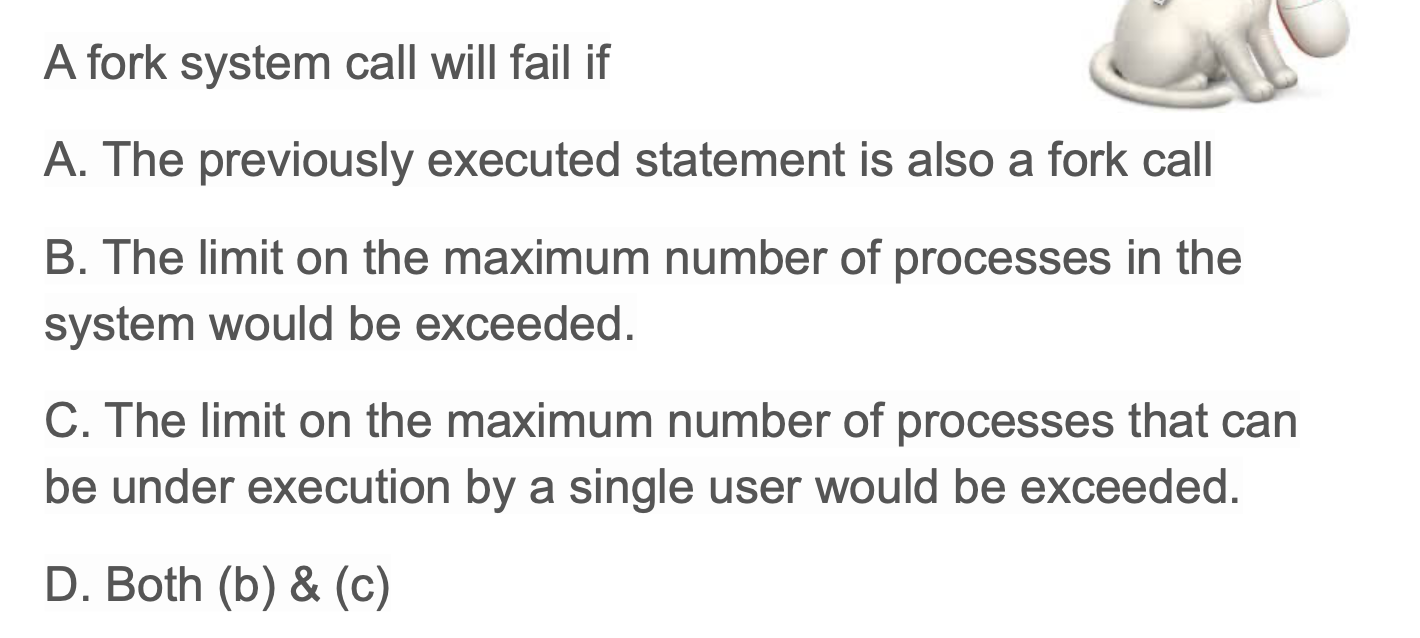 A fork system call will fail if
A. The previously executed statement is also a fork call
B. The limit on the maximum number of processes in the
system would be exceeded.
C. The limit on the maximum number of processes that can
be under execution by a single user would be exceeded.
D. Both (b) & (c)